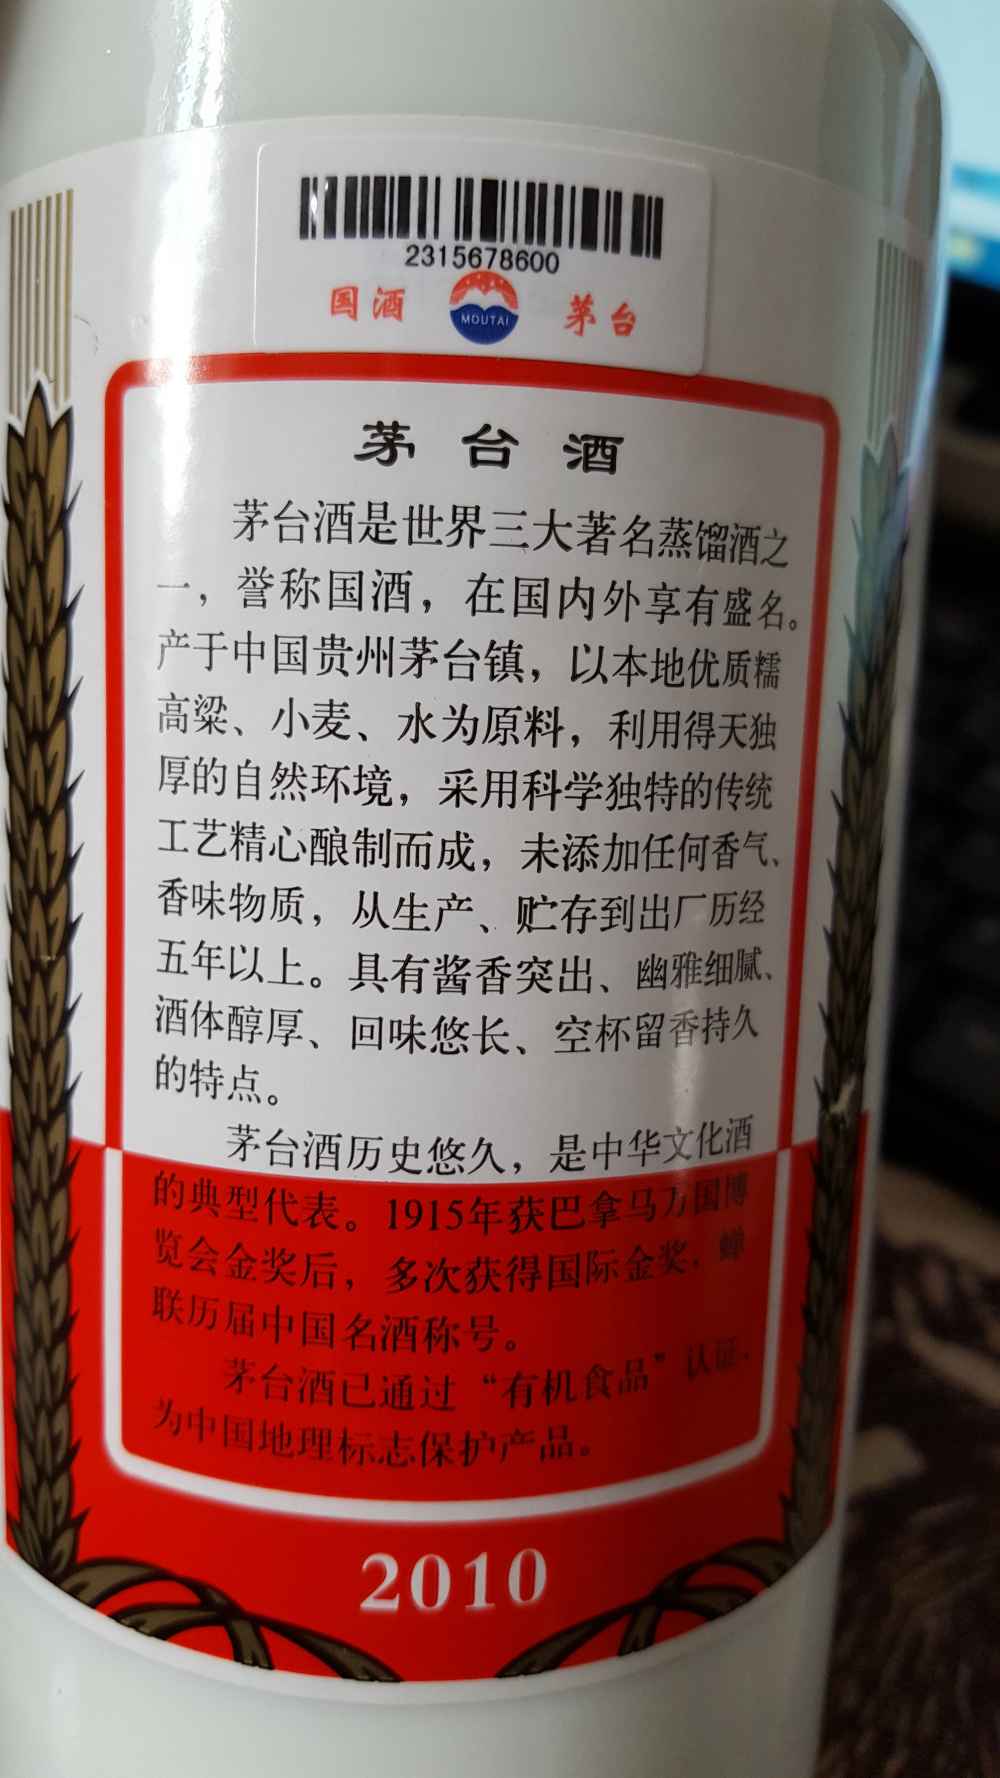 2315678600
国酒 MOUTAI 茅台
茅台酒
茅台酒是世界三大著名蒸馏酒之
一，誉称国酒，在国内外享有盛名。
产于中国贵州茅台镇，以本地优质糯
高粱、小麦、水为原料，利用得天独
厚的自然环境，采用科学独特的传统
工艺精心酿制而成，未添加任何香气、
香味物质，从生产、贮存到出厂历经
五年以上。具有酱香突出、幽雅细腻、
酒体醇厚、回味悠长、空杯留香持久
的特点。
茅台酒历史悠久，是中华文化酒
的典型代表。1915年获巴拿马万国博
览会金奖后，多次获得国际金奖，蝉
联历届中国名酒称号。
茅台酒已通过“有机食品”认证，
为中国地理标志保护产品。
2010